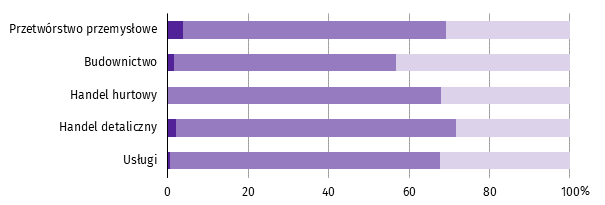 Przetwórstwo przemysłowe
Budownictwo
Handel hurtowy
Handel detaliczny
Usługi
0 20 40 60 80 100%